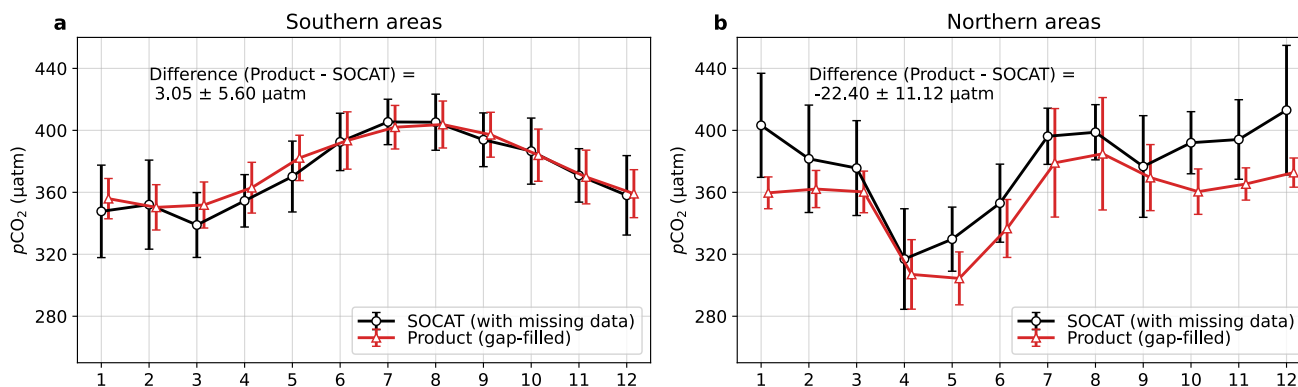 a Southern areas
Difference (Product - SOCAT) =
3.05 ± 5.60 μatm
440
400
360
320
280
pCO₂ (μatm)
SOCAT (with missing data)
Product (gap-filled)
1 2 3 4 5 6 7 8 9 10 11 12
b Northern areas
Difference (Product - SOCAT) =
-22.40 ± 11.12 μatm
440
400
360
320
280
pCO₂ (μatm)
SOCAT (with missing data)
Product (gap-filled)
1 2 3 4 5 6 7 8 9 10 11 12